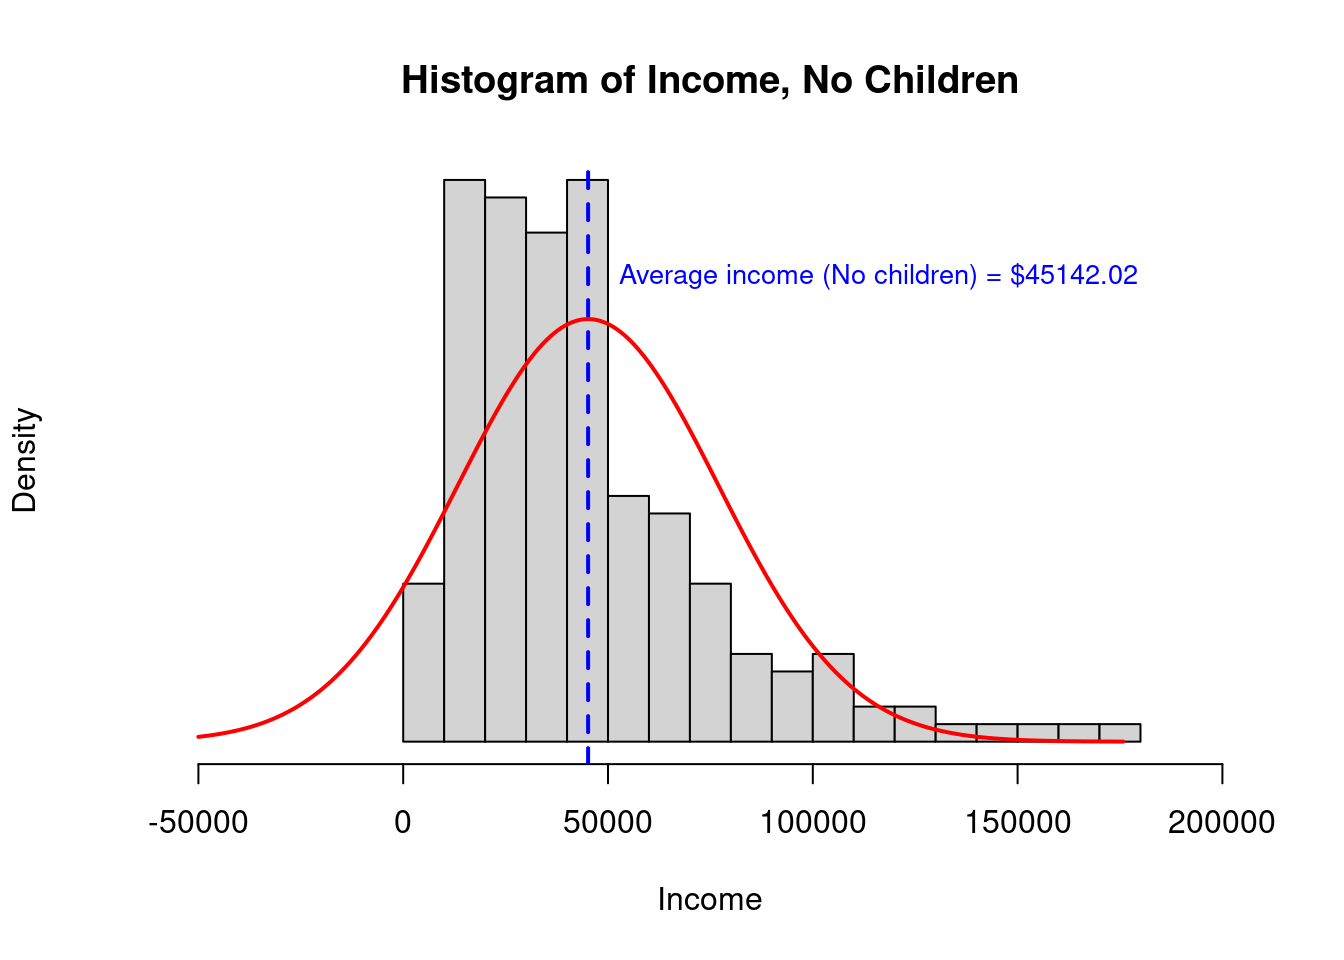 Histogram of Income, No Children
Average income (No children) = $45142.02
Density
-50000 0 50000 100000 150000 200000
Income